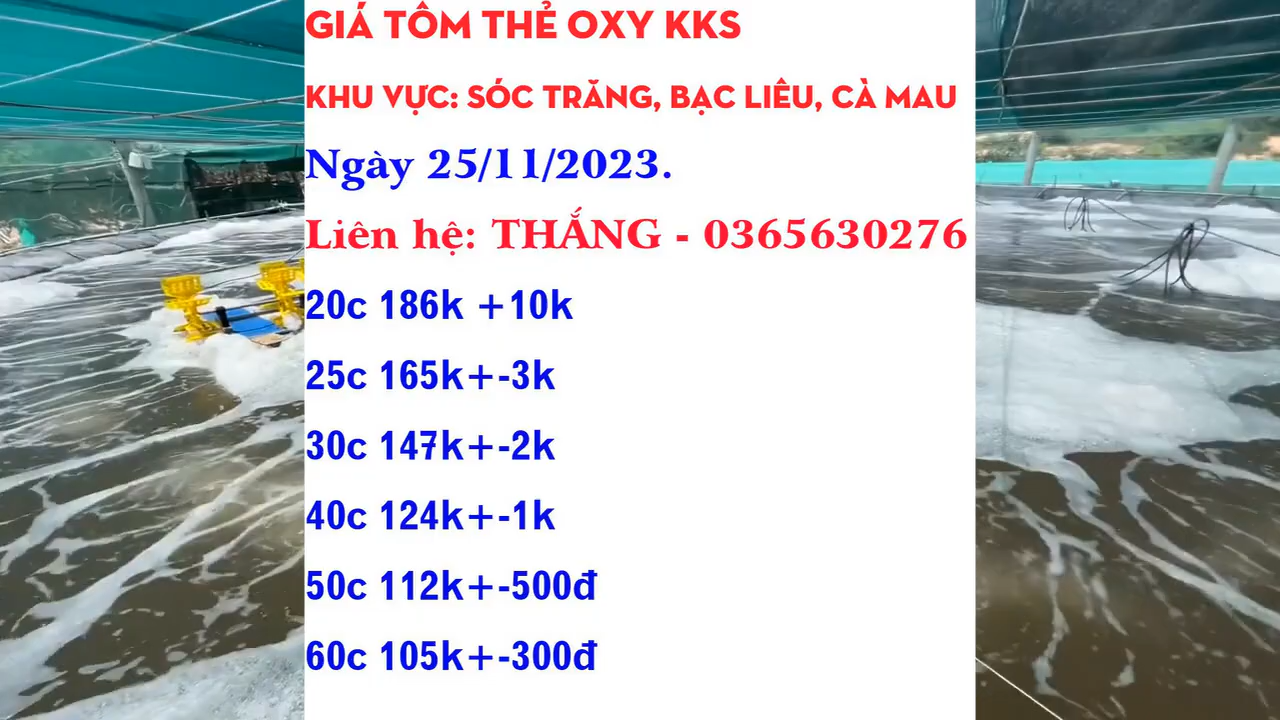 GIÁ TÔM THẺ OXY KKS
KHU VỰC: SÓC TRĂNG, BẠC LIÊU, CÀ MAU
Ngày 25/11/2023.
Liên hệ: THẮNG - 0365630276
20c 186k +10k
25c 165k+-3k
30c 147k+-2k
40c 124k+-1k
50c 112k+-500đ
60c 105k+-300đ